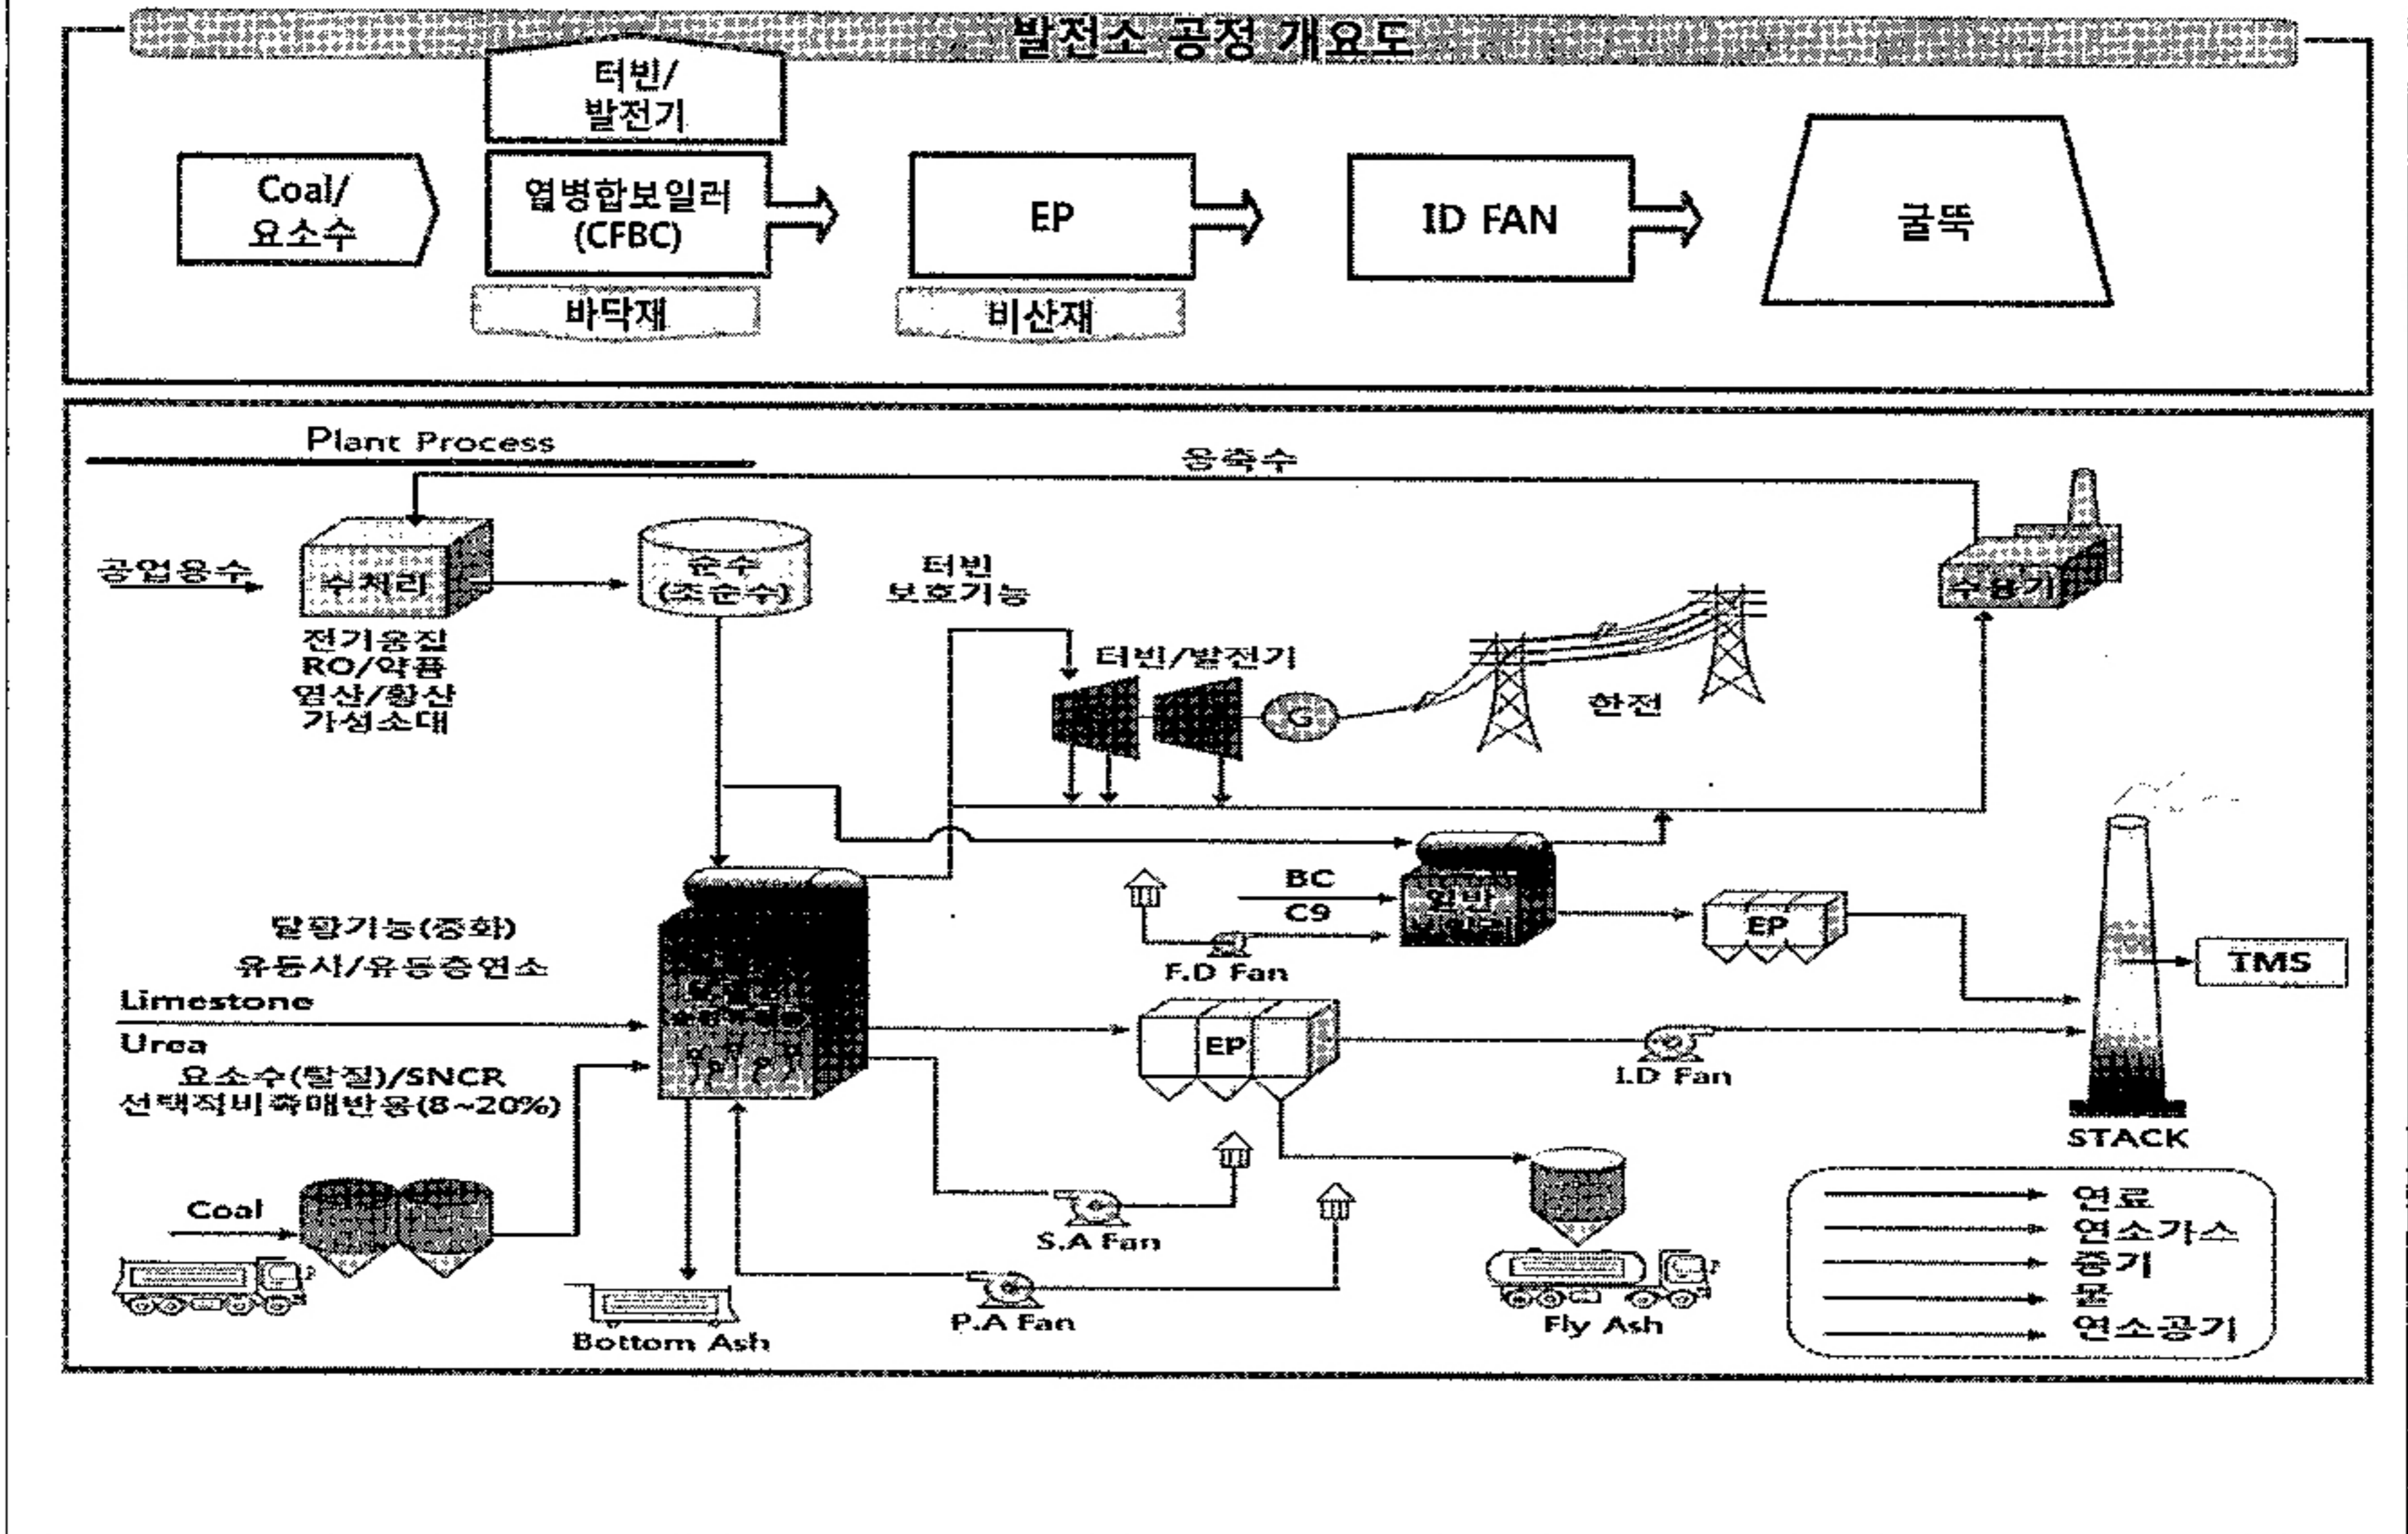 발전소 공정 개요도
터빈/
발전기
Coal/
요소수
열병합보일러
(CFBC)
EP
ID FAN
굴뚝
바닥재
비산재
Plant Process
응축수
공업용수
수처리
순수
(초순수)
터빈
보호기능
수용가
전기응집
RO/약품
염산/황산
가성소대
터빈/발전기
G
한전
BC
C9
일반
보일러
F.D Fan
EP
TMS
탈황기능(중화)
유동사/유동층연소
Limestone
Urea
요소수(탈질)/SNCR
선택적비촉매반응(8~20%)
EP
I.D Fan
STACK
Coal
S.A Fan
P.A Fan
Bottom Ash
Fly Ash
연료
연소가스
증기
물
연소공기